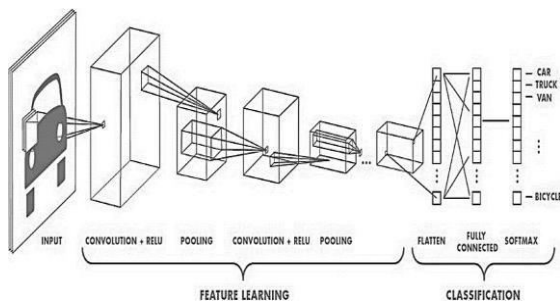 CAR
TRUCK
VAN
BICYCLE
INPUT CONVOLUTION + RELU POOLING CONVOLUTION + RELU POOLING FLATTEN FULLY CONNECTED SOFTMAX
FEATURE LEARNING CLASSIFICATION